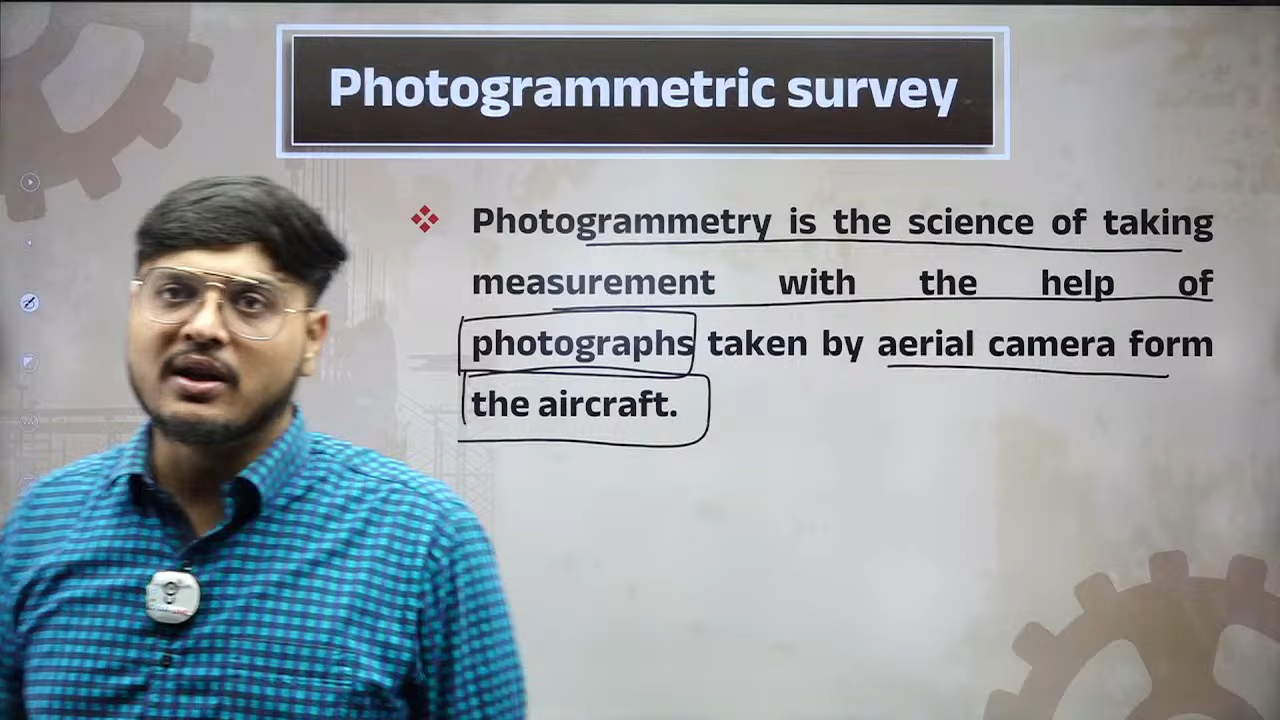 Photogrammetric survey
Photogrammetry is the science of taking
measurement with the help of
photographs taken by aerial camera form
the aircraft.